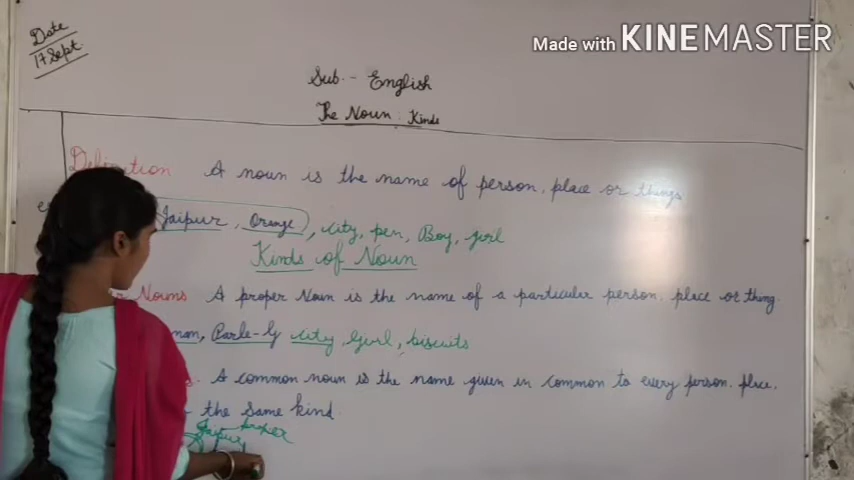 Made with KINEMASTER
Date
17 Sept
Sub. - English
The Noun: Kinds
Definition A noun is the name of person, place or things
Jaipur, Orange, city, pen, Boy, girl
Kinds of Noun
Nouns A proper Noun is the name of a particular person, place or thing.
Parle-G city, Girl, biscuits
A common noun is the name given in common to every person, place,
the same kind.
proper
Jaipur